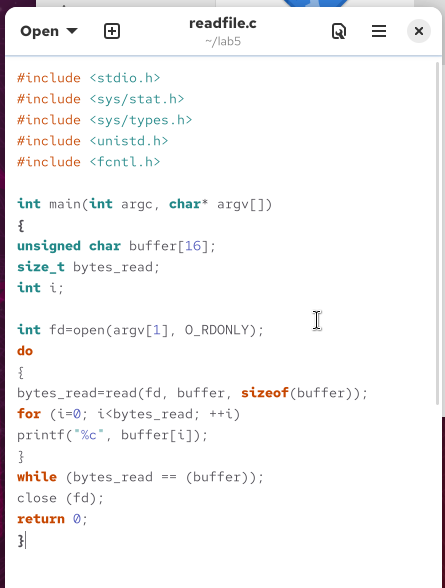 Open
readfile.c
~/lab5
#include <stdio.h>
#include <sys/stat.h>
#include <sys/types.h>
#include <unistd.h>
#include <fcntl.h>
int main(int argc, char* argv[])
{
unsigned char buffer[16];
size_t bytes_read;
int i;
int fd=open(argv[1], O_RDONLY);
do
{
bytes_read=read(fd, buffer, sizeof(buffer));
for (i=0; i<bytes_read; ++i)
printf("%c", buffer[i]);
}
while (bytes_read == (buffer));
close (fd);
return 0;
}